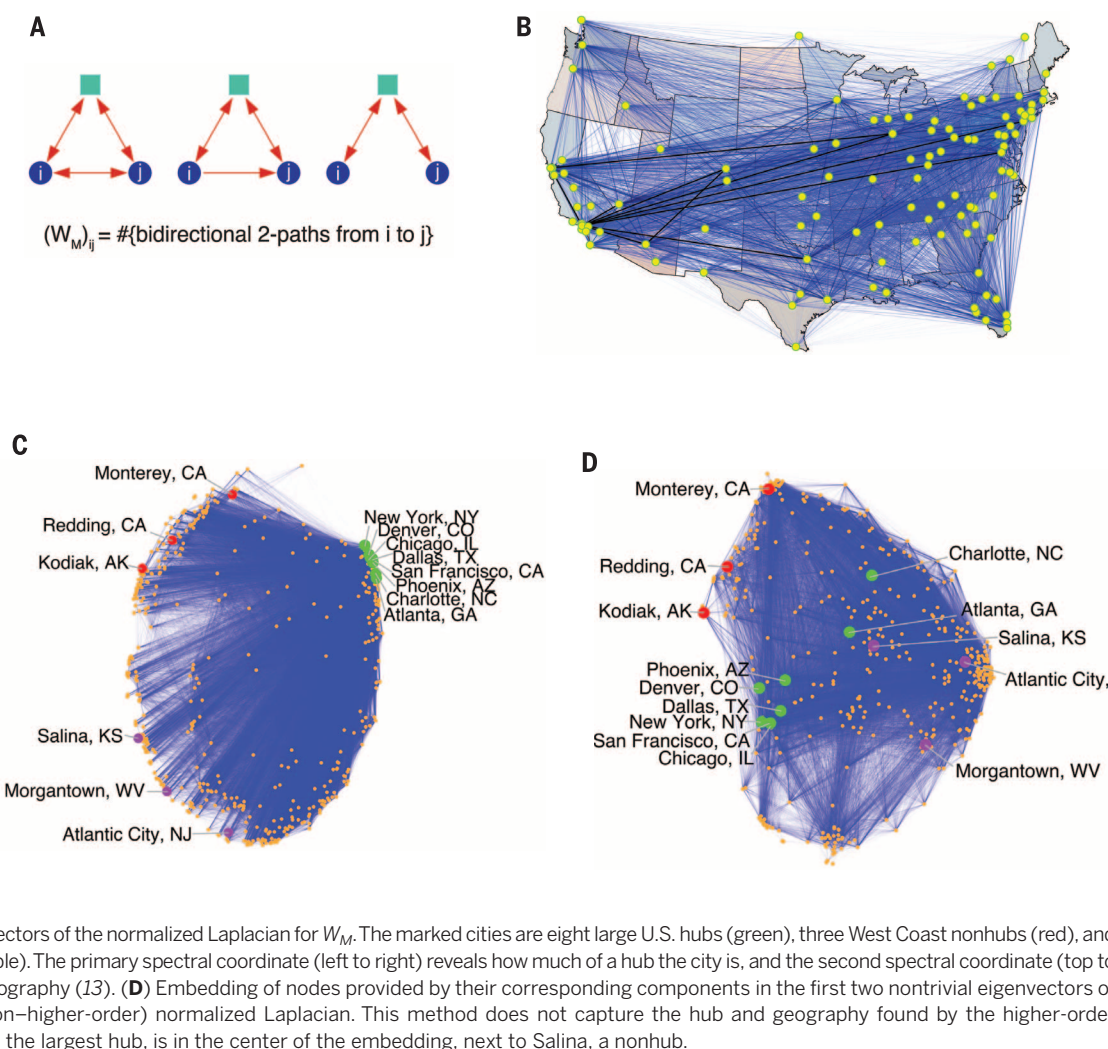 A
B
i
j
i
j
i
j
(W_M)_ij = #{bidirectional 2-paths from i to j}
C
Monterey, CA
Redding, CA
Kodiak, AK
New York, NY
Denver, CO
Chicago, IL
Dallas, TX
San Francisco, CA
Phoenix, AZ
Charlotte, NC
Atlanta, GA
Salina, KS
Morgantown, WV
Atlantic City, NJ
D
Monterey, CA
Redding, CA
Kodiak, AK
Charlotte, NC
Atlanta, GA
Salina, KS
Atlantic City,
Phoenix, AZ
Denver, CO
Dallas, TX
New York, NY
San Francisco, CA
Chicago, IL
Morgantown, WV
ectors of the normalized Laplacian for W_M. The marked cities are eight large U.S. hubs (green), three West Coast nonhubs (red), and
ple). The primary spectral coordinate (left to right) reveals how much of a hub the city is, and the second spectral coordinate (top to
ography (13). (D) Embedding of nodes provided by their corresponding components in the first two nontrivial eigenvectors o
on–higher-order) normalized Laplacian. This method does not capture the hub and geography found by the higher-order
the largest hub, is in the center of the embedding, next to Salina, a nonhub.